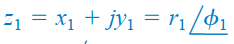 z₁ = x₁ + jy₁ = r₁/ϕ₁